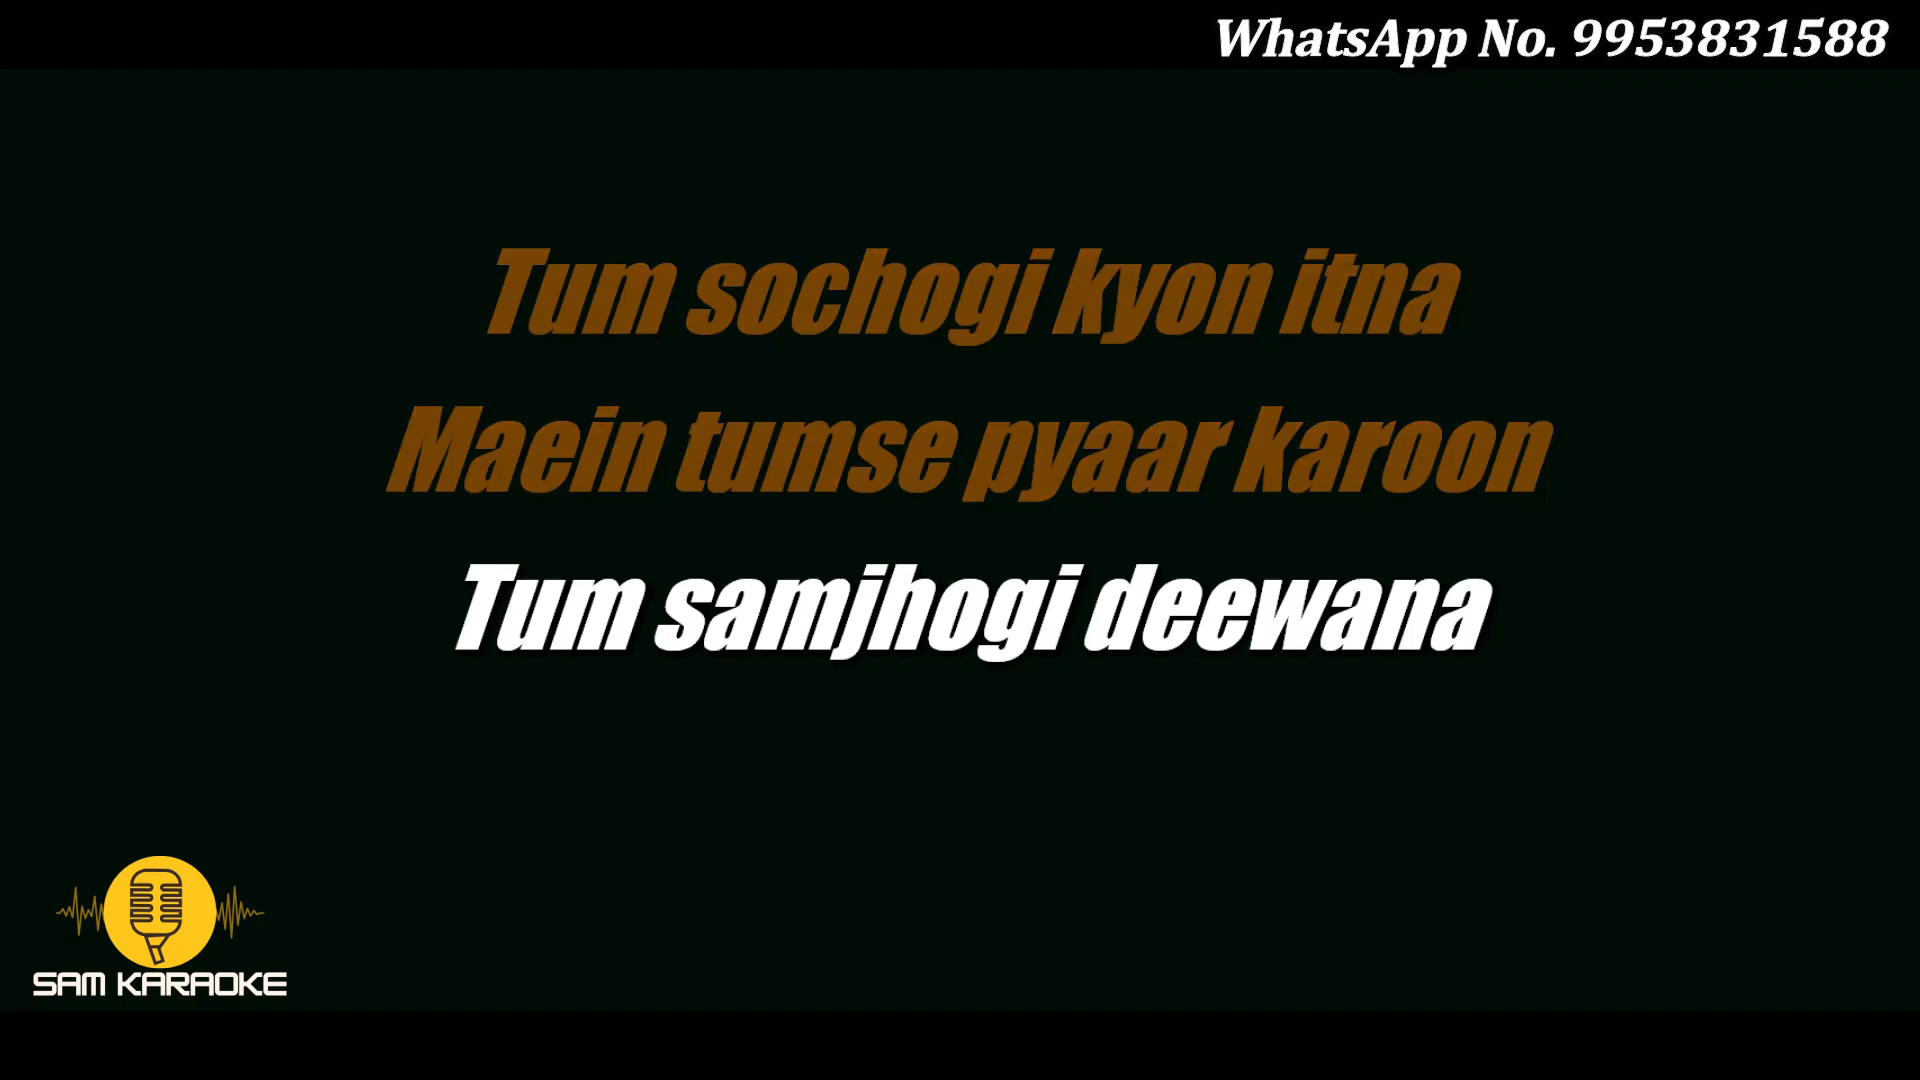 WhatsApp No. 9953831588
Tum sochogi kyon itna
Maein tumse pyaar karoon
Tum samjhogi deewana
SAM KARAOKE